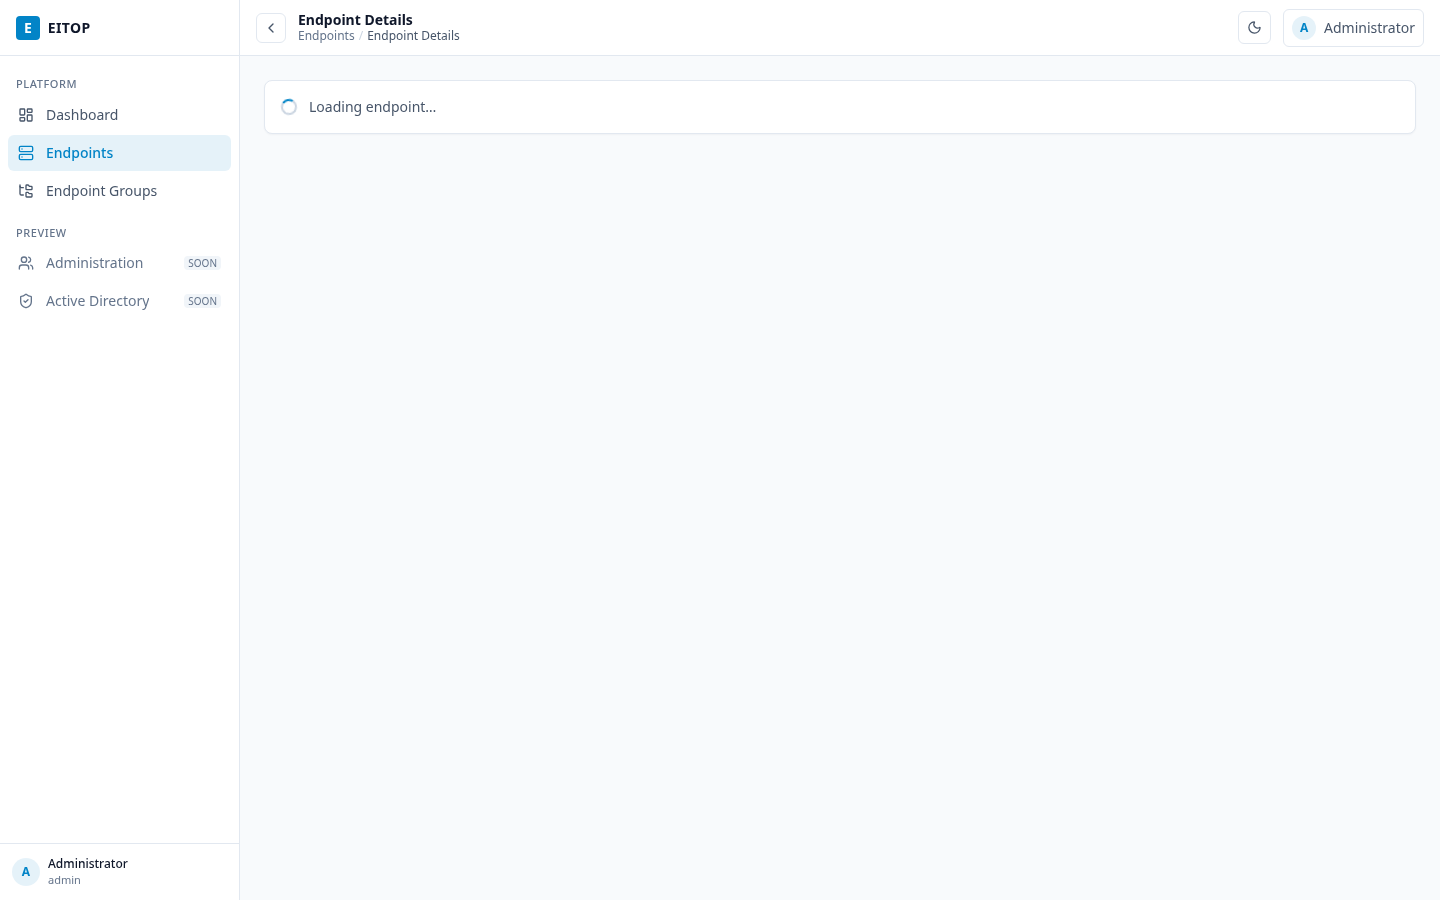 E EITOP
PLATFORM
Dashboard
Endpoints
Endpoint Groups
PREVIEW
Administration SOON
Active Directory SOON
A Administrator
admin
Endpoint Details
Endpoints / Endpoint Details
A Administrator
Loading endpoint...